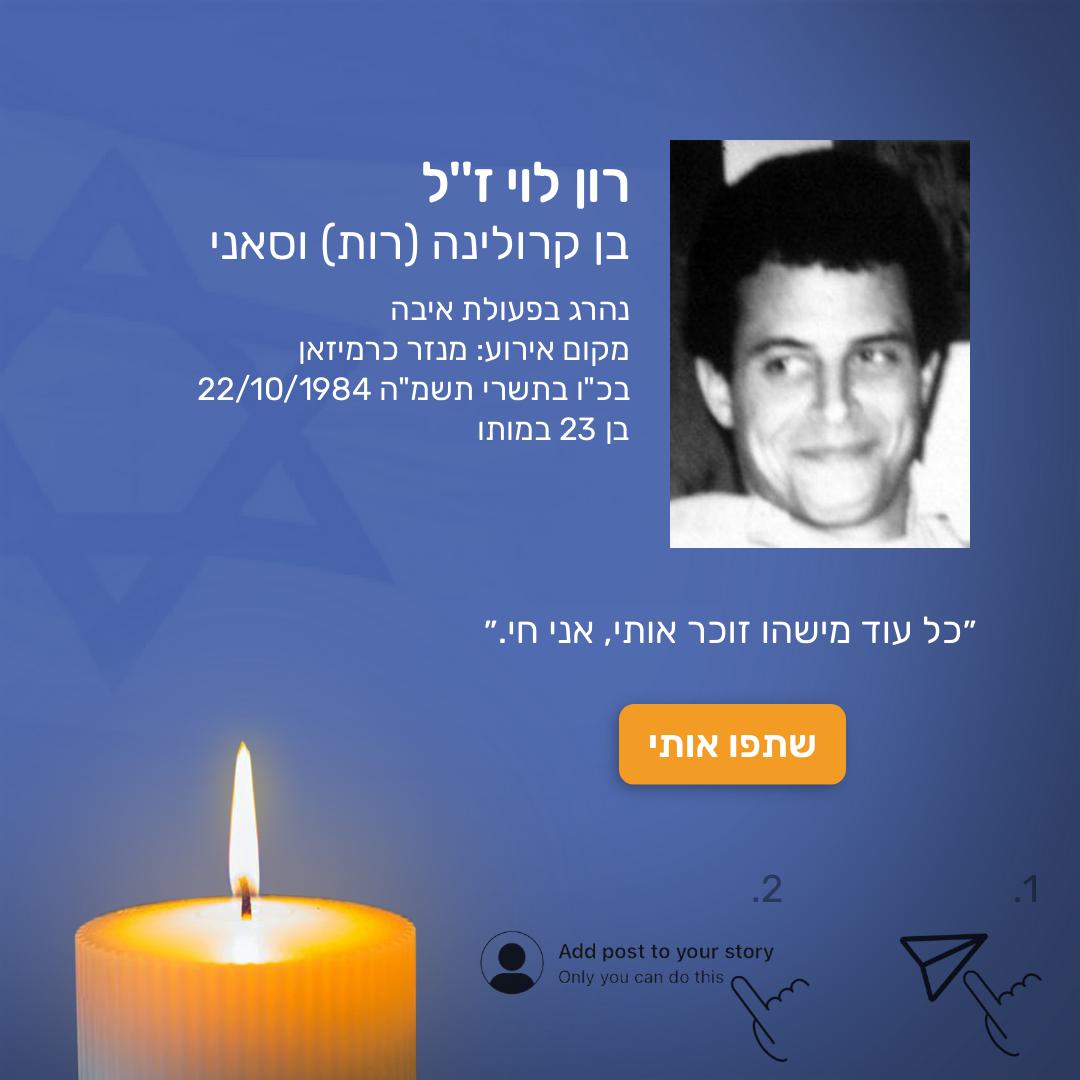 רון לוי ז"ל
בן קרולינה (רות) וסאני
נהרג בפעולת איבה
מקום אירוע: מנזר כרמיזאן
בכ"ו בתשרי תשמ"ה 22/10/1984
בן 23 במותו
״כל עוד מישהו זוכר אותי, אני חי.״
שתפו אותי
.1
.2
Add post to your story
Only you can do this